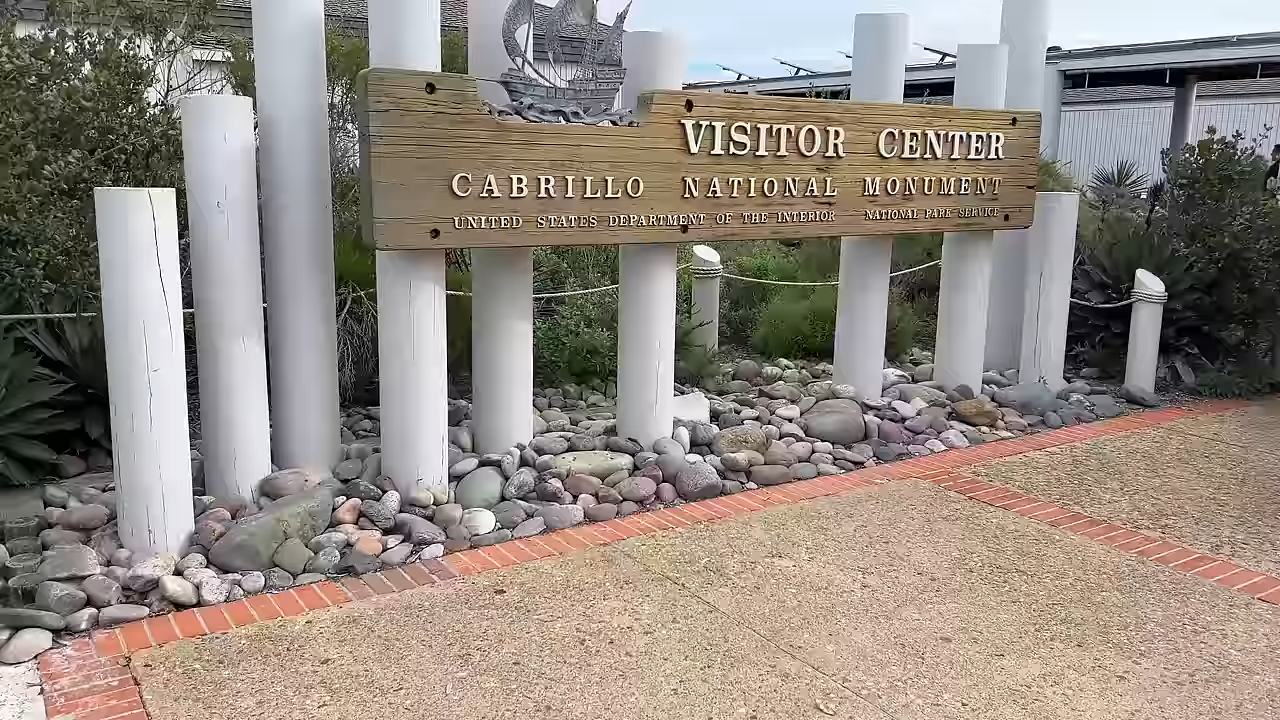 VISITOR CENTER
CABRILLO NATIONAL MONUMENT
UNITED STATES DEPARTMENT OF THE INTERIOR NATIONAL PARK SERVICE